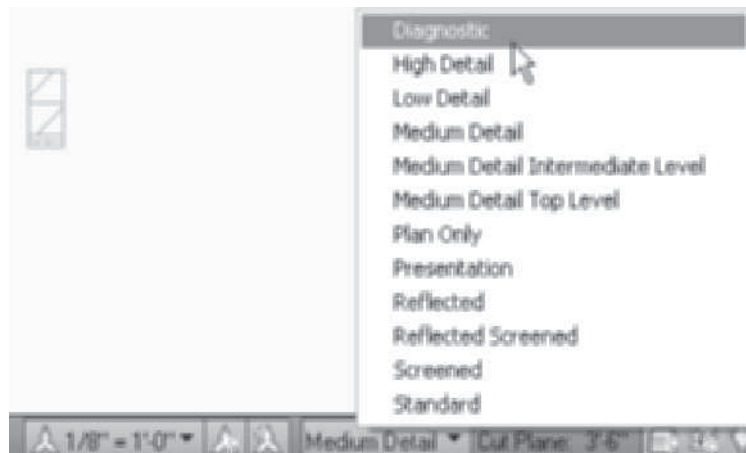 Diagnostic
High Detail
Low Detail
Medium Detail
Medium Detail Intermediate Level
Medium Detail Top Level
Plan Only
Presentation
Reflected
Reflected Screened
Screened
Standard
1/8" = 1'-0" Medium Detail Cut Plane: 3'-6"